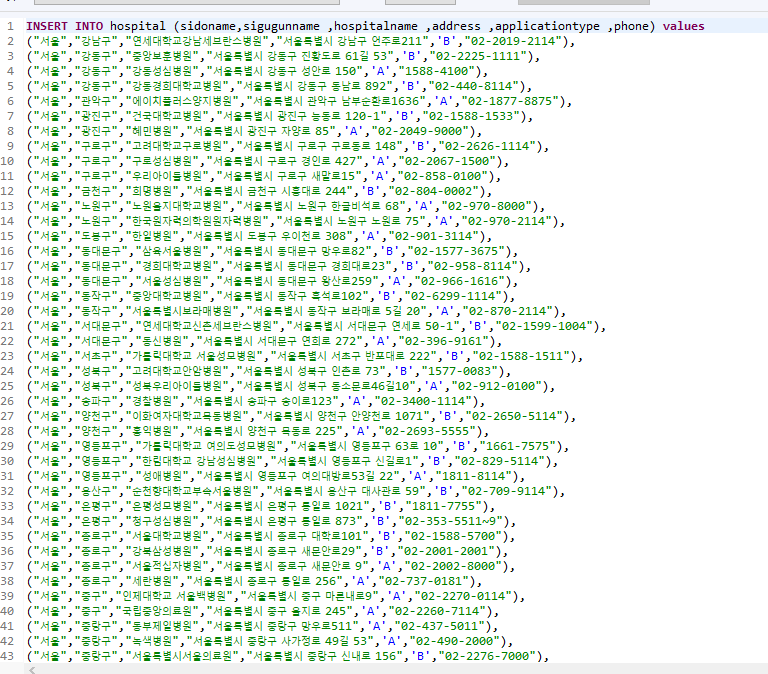 1 INSERT INTO hospital (sidoname,sigugunname ,hospitalname ,address ,applicationtype ,phone) values
2 ("서울","강남구","연세대학교강남세브란스병원","서울특별시 강남구 언주로211",'B',"02-2019-2114"),
3 ("서울","강동구","중앙보훈병원","서울특별시 강동구 진황도로 61길 53",'B',"02-2225-1111"),
4 ("서울","강동구","강동성심병원","서울특별시 강동구 성안로 150",'A',"1588-4100"),
5 ("서울","강동구","강동경희대학교병원","서울특별시 강동구 동남로 892",'B',"02-440-8114"),
6 ("서울","관악구","에이치플러스양지병원","서울특별시 관악구 남부순환로1636",'A',"02-1877-8875"),
7 ("서울","광진구","건국대학교병원","서울특별시 광진구 능동로 120-1",'B',"02-1588-1533"),
8 ("서울","광진구","혜민병원","서울특별시 광진구 자양로 85",'A',"02-2049-9000"),
9 ("서울","구로구","고려대학교구로병원","서울특별시 구로구 구로동로 148",'B',"02-2626-1114"),
10 ("서울","구로구","구로성심병원","서울특별시 구로구 경인로 427",'A',"02-2067-1500"),
11 ("서울","구로구","우리아이들병원","서울특별시 구로구 새말로15",'A',"02-858-0100"),
12 ("서울","금천구","희명병원","서울특별시 금천구 시흥대로 244",'B',"02-804-0002"),
13 ("서울","노원구","노원을지대학교병원","서울특별시 노원구 한글비석로 68",'A',"02-970-8000"),
14 ("서울","노원구","한국원자력의학원원자력병원","서울특별시 노원구 노원로 75",'A',"02-970-2114"),
15 ("서울","도봉구","한일병원","서울특별시 도봉구 우이천로 308",'A',"02-901-3114"),
16 ("서울","동대문구","삼육서울병원","서울특별시 동대문구 망우로82",'B',"02-1577-3675"),
17 ("서울","동대문구","경희대학교병원","서울특별시 동대문구 경희대로23",'B',"02-958-8114"),
18 ("서울","동대문구","서울성심병원","서울특별시 동대문구 왕산로259",'A',"02-966-1616"),
19 ("서울","동작구","중앙대학교병원","서울특별시 동작구 흑석로102",'B',"02-6299-1114"),
20 ("서울","동작구","서울특별시보라매병원","서울특별시 동작구 보라매로 5길 20",'A',"02-870-2114"),
21 ("서울","서대문구","연세대학교신촌세브란스병원","서울특별시 서대문구 연세로 50-1",'B',"02-1599-1004"),
22 ("서울","서대문구","동신병원","서울특별시 서대문구 연희로 272",'A',"02-396-9161"),
23 ("서울","서초구","가톨릭대학교 서울성모병원","서울특별시 서초구 반포대로 222",'B',"02-1588-1511"),
24 ("서울","성북구","고려대학교안암병원","서울특별시 성북구 인촌로 73",'B',"1577-0083"),
25 ("서울","성북구","성북우리아이들병원","서울특별시 성북구 동소문로46길10",'A',"02-912-0100"),
26 ("서울","송파구","경찰병원","서울특별시 송파구 송이로123",'A',"02-3400-1114"),
27 ("서울","양천구","이화여자대학교목동병원","서울특별시 양천구 안양천로 1071",'B',"02-2650-5114"),
28 ("서울","양천구","홍익병원","서울특별시 양천구 목동로 225",'A',"02-2693-5555"),
29 ("서울","영등포구","가톨릭대학교 여의도성모병원","서울특별시 영등포구 63로 10",'B',"1661-7575"),
30 ("서울","영등포구","한림대학교 강남성심병원","서울특별시 영등포구 신길로1",'B',"02-829-5114"),
31 ("서울","영등포구","성애병원","서울특별시 영등포구 여의대방로53길 22",'A',"1811-8114"),
32 ("서울","용산구","순천향대학교부속서울병원","서울특별시 용산구 대사관로 59",'B',"02-709-9114"),
33 ("서울","은평구","은평성모병원","서울특별시 은평구 통일로 1021",'B',"1811-7755"),
34 ("서울","은평구","청구성심병원","서울특별시 은평구 통일로 873",'B',"02-353-5511~9"),
35 ("서울","종로구","서울대학교병원","서울특별시 종로구 대학로101",'B',"02-1588-5700"),
36 ("서울","종로구","강북삼성병원","서울특별시 종로구 새문안로29",'B',"02-2001-2001"),
37 ("서울","종로구","서울적십자병원","서울특별시 종로구 새문안로 9",'A',"02-2002-8000"),
38 ("서울","종로구","세란병원","서울특별시 종로구 통일로 256",'A',"02-737-0181"),
39 ("서울","중구","인제대학교 서울백병원","서울특별시 중구 마른내로9",'A',"02-2270-0114"),
40 ("서울","중구","국립중앙의료원","서울특별시 중구 을지로 245",'A',"02-2260-7114"),
41 ("서울","중랑구","동부제일병원","서울특별시 중랑구 망우로511",'A',"02-437-5011"),
42 ("서울","중랑구","녹색병원","서울특별시 중랑구 사가정로 49길 53",'A',"02-490-2000"),
43 ("서울","중랑구","서울특별시서울의료원","서울특별시 중랑구 신내로 156",'B',"02-2276-7000"),